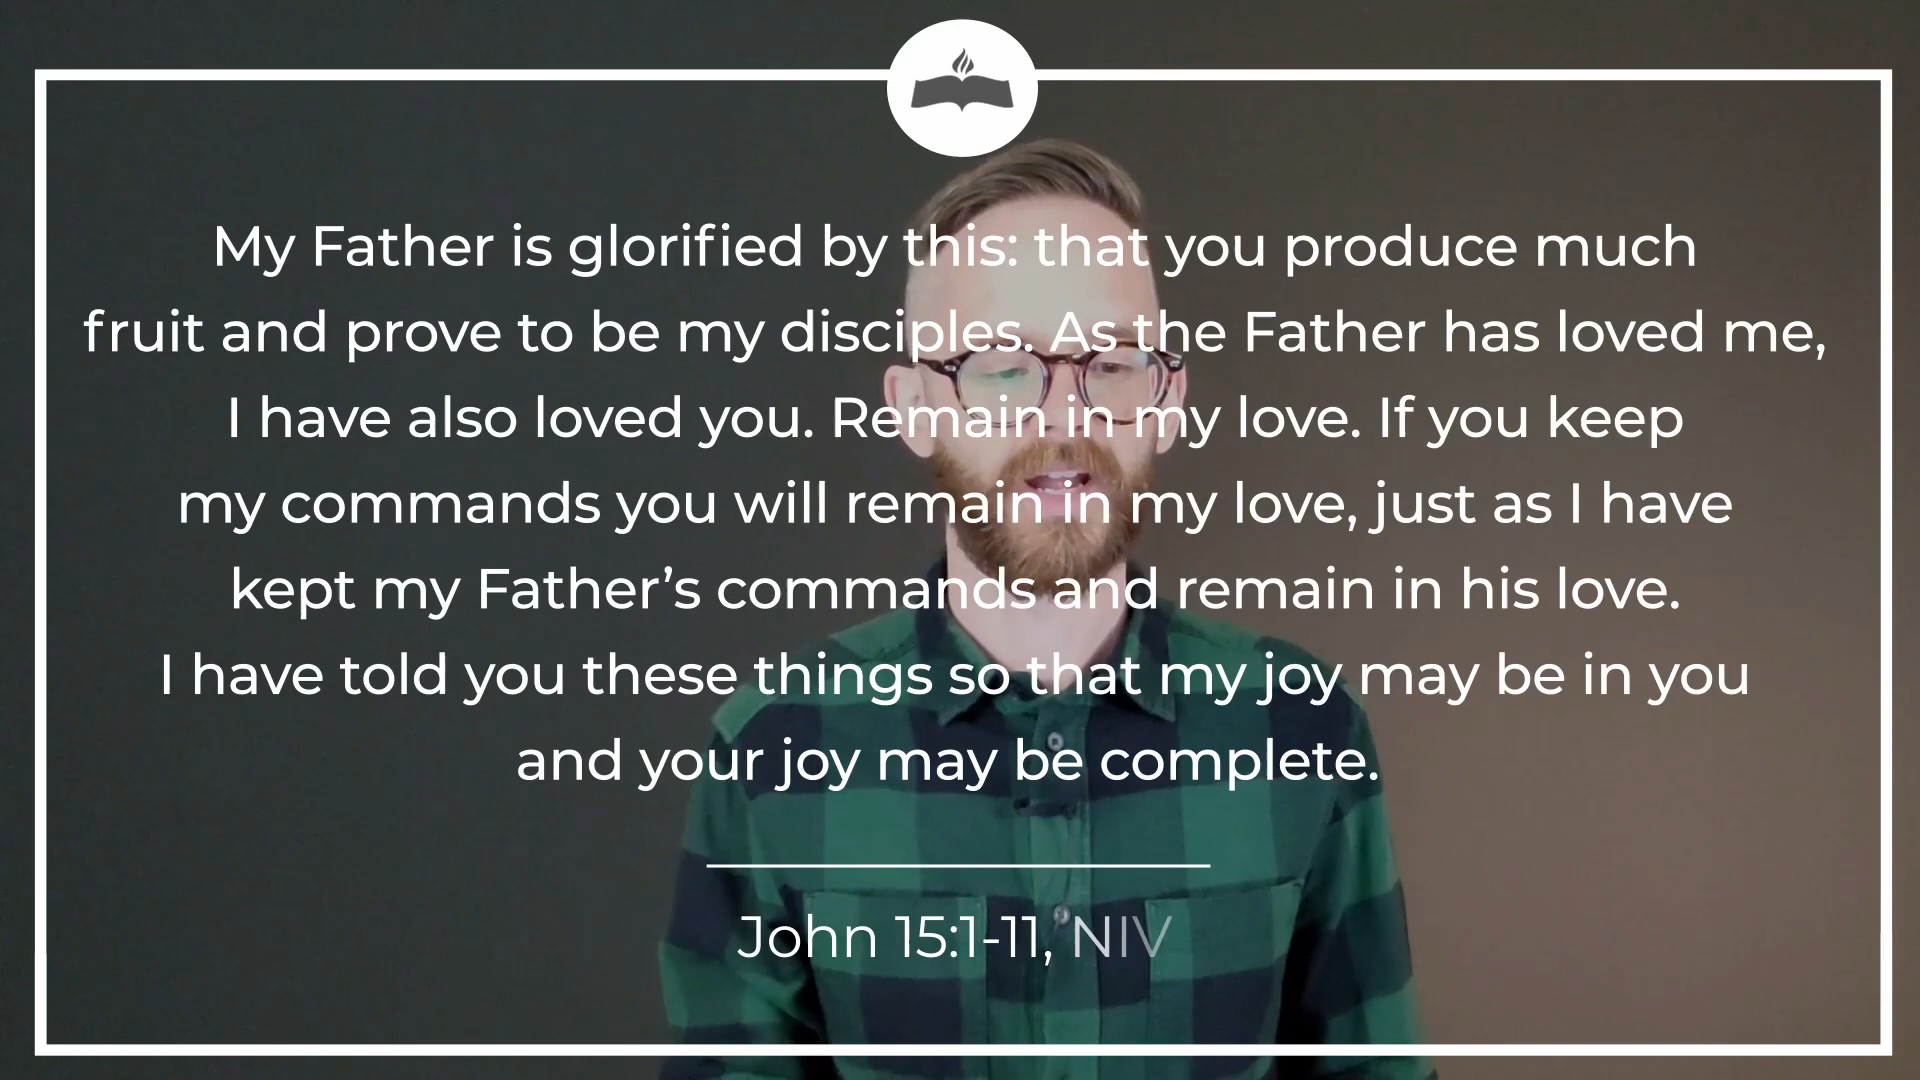 My Father is glorified by this: that you produce much
fruit and prove to be my disciples. As the Father has loved me,
I have also loved you. Remain in my love. If you keep
my commands you will remain in my love, just as I have
kept my Father’s commands and remain in his love.
I have told you these things so that my joy may be in you
and your joy may be complete.
John 15:1-11, NIV